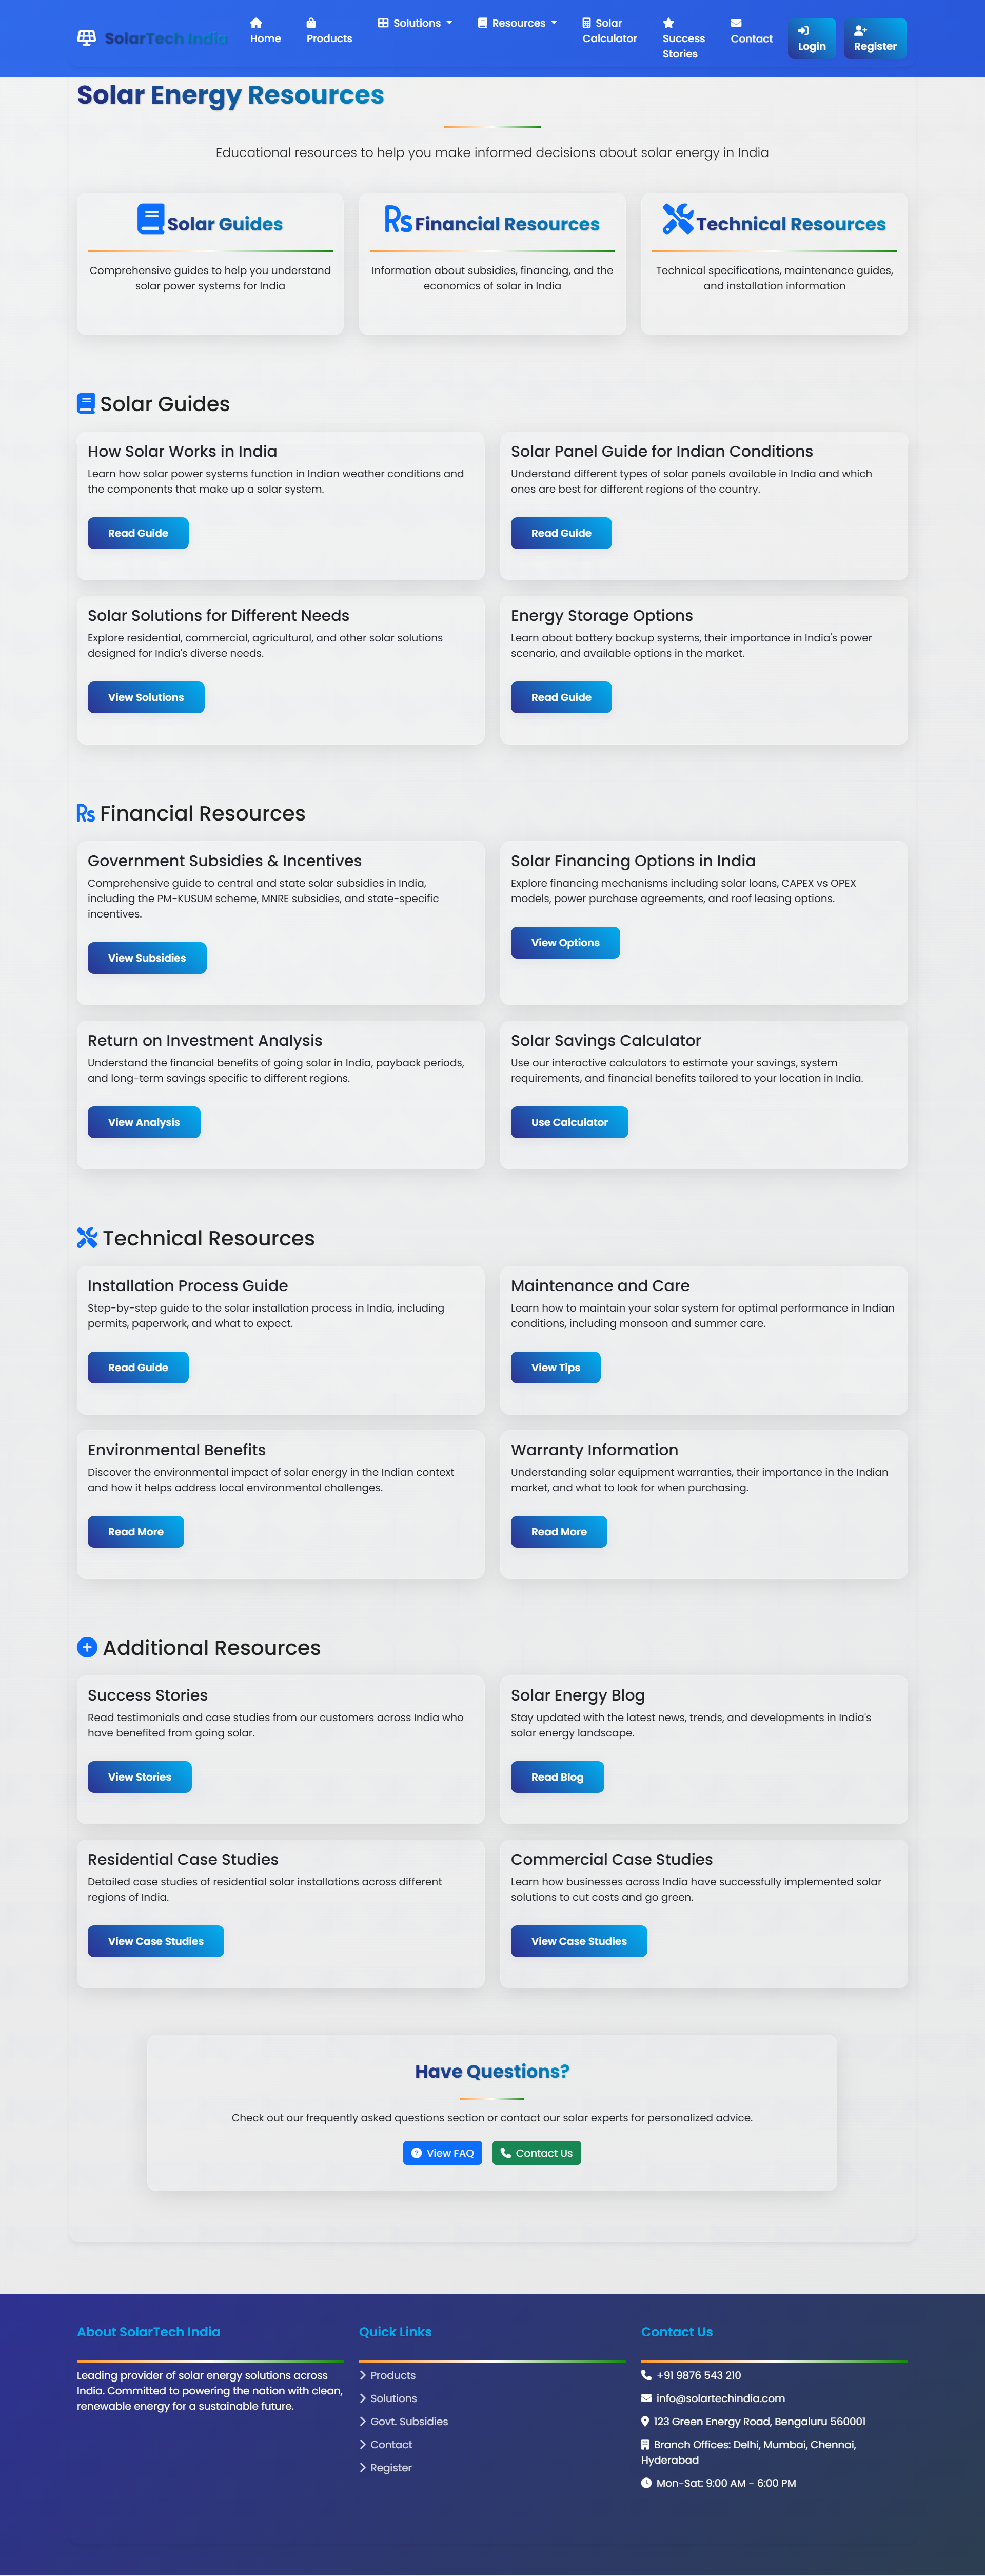 SolarTech India
Home
Products
Solutions
Resources
Solar
Calculator
Success
Stories
Contact
Login
Register
Solar Energy Resources
Educational resources to help you make informed decisions about solar energy in India
Solar Guides
Comprehensive guides to help you understand
solar power systems for India
Rs Financial Resources
Information about subsidies, financing, and the
economics of solar in India
Technical Resources
Technical specifications, maintenance guides,
and installation information
Solar Guides
How Solar Works in India
Learn how solar power systems function in Indian weather conditions and
the components that make up a solar system.
Read Guide
Solar Panel Guide for Indian Conditions
Understand different types of solar panels available in India and which
ones are best for different regions of the country.
Read Guide
Solar Solutions for Different Needs
Explore residential, commercial, agricultural, and other solar solutions
designed for India's diverse needs.
View Solutions
Energy Storage Options
Learn about battery backup systems, their importance in India's power
scenario, and available options in the market.
Read Guide
Rs Financial Resources
Government Subsidies & Incentives
Comprehensive guide to central and state solar subsidies in India,
including the PM-KUSUM scheme, MNRE subsidies, and state-specific
incentives.
View Subsidies
Solar Financing Options in India
Explore financing mechanisms including solar loans, CAPEX vs OPEX
models, power purchase agreements, and roof leasing options.
View Options
Return on Investment Analysis
Understand the financial benefits of going solar in India, payback periods,
and long-term savings specific to different regions.
View Analysis
Solar Savings Calculator
Use our interactive calculators to estimate your savings, system
requirements, and financial benefits tailored to your location in India.
Use Calculator
Technical Resources
Installation Process Guide
Step-by-step guide to the solar installation process in India, including
permits, paperwork, and what to expect.
Read Guide
Maintenance and Care
Learn how to maintain your solar system for optimal performance in Indian
conditions, including monsoon and summer care.
View Tips
Environmental Benefits
Discover the environmental impact of solar energy in the Indian context
and how it helps address local environmental challenges.
Read More
Warranty Information
Understanding solar equipment warranties, their importance in the Indian
market, and what to look for when purchasing.
Read More
Additional Resources
Success Stories
Read testimonials and case studies from our customers across India who
have benefited from going solar.
View Stories
Solar Energy Blog
Stay updated with the latest news, trends, and developments in India's
solar energy landscape.
Read Blog
Residential Case Studies
Detailed case studies of residential solar installations across different
regions of India.
View Case Studies
Commercial Case Studies
Learn how businesses across India have successfully implemented solar
solutions to cut costs and go green.
View Case Studies
Have Questions?
Check out our frequently asked questions section or contact our solar experts for personalized advice.
View FAQ
Contact Us
About SolarTech India
Leading provider of solar energy solutions across
India. Committed to powering the nation with clean,
renewable energy for a sustainable future.
Quick Links
Products
Solutions
Govt. Subsidies
Contact
Register
Contact Us
+91 9876 543 210
info@solartechindia.com
123 Green Energy Road, Bengaluru 560001
Branch Offices: Delhi, Mumbai, Chennai,
Hyderabad
Mon-Sat: 9:00 AM - 6:00 PM